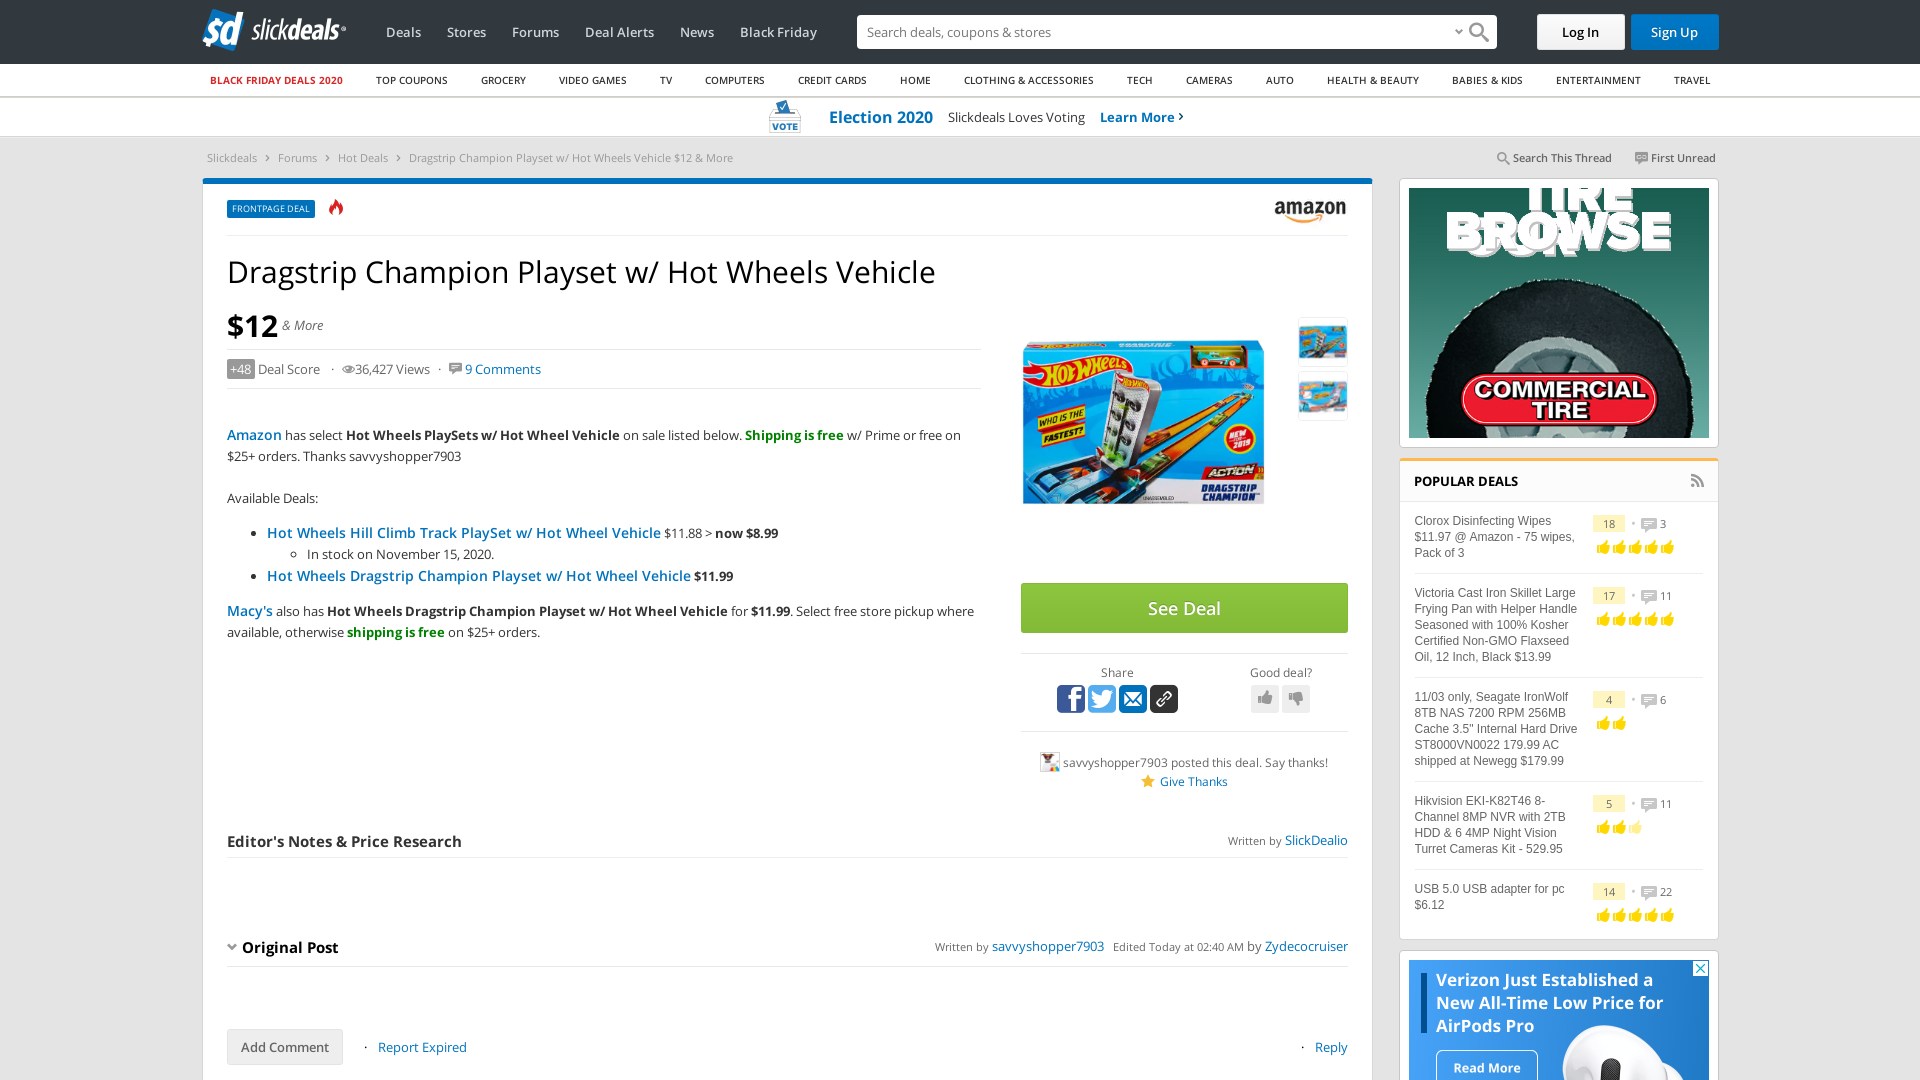 sd slickdeals
Deals Stores Forums Deal Alerts News Black Friday
Search deals, coupons & shopping
Log In Sign Up
BLACK FRIDAY DEALS 2020 TOP COUPONS GROCERY VIDEO GAMES TV COMPUTERS CREDIT CARDS HOME CLOTHING & ACCESSORIES TECH CAMERAS AUTO HEALTH & BEAUTY BABIES & KIDS ENTERTAINMENT TRAVEL
VOTE Election 2020 Slickdeals Loves Voting Learn More
Slickdeals Forums Hot Deals Dragstrip Champion Playset w/ Hot Wheels Vehicle $12 & More
Search This Thread First Unread
FRONTPAGE DEAL
amazon
Dragstrip Champion Playset w/ Hot Wheels Vehicle
$12 & More
+48 Deal Score · 36,427 Views · 9 Comments
Amazon has select Hot Wheels PlaySets w/ Hot Wheel Vehicle on sale listed below. Shipping is free w/ Prime or free on
$25+ orders. Thanks savvyshopper7903
Available Deals:
Hot Wheels Hill Climb Track PlaySet w/ Hot Wheel Vehicle $11.88 > now $8.99
In stock on November 15, 2020.
Hot Wheels Dragstrip Champion Playset w/ Hot Wheel Vehicle $11.99
Macy's also has Hot Wheels Dragstrip Champion Playset w/ Hot Wheel Vehicle for $11.99. Select free store pickup where
available, otherwise shipping is free on $25+ orders.
Hot Wheels
WHO IS THE
FASTEST?
NEW
FOR 2019
ACTION
DRAGSTRIP
CHAMPION
UNASSEMBLED
See Deal
Share Good deal?
savvyshopper7903 posted this deal. Say thanks!
Give Thanks
Editor's Notes & Price Research
Written by SlickDealio
Original Post
Written by savvyshopper7903 Edited Today at 02:40 AM by Zydecocruiser
Add Comment · Report Expired
· Reply
TIRE
BROWSE
COMMERCIAL
TIRE
POPULAR DEALS
Clorox Disinfecting Wipes
$11.97 @ Amazon - 75 wipes,
Pack of 3
18 • 3
Victoria Cast Iron Skillet Large
Frying Pan with Helper Handle
Seasoned with 100% Kosher
Certified Non-GMO Flaxseed
Oil, 12 Inch, Black $13.99
17 • 11
11/03 only, Seagate IronWolf
8TB NAS 7200 RPM 256MB
Cache 3.5" Internal Hard Drive
ST8000VN0022 179.99 AC
shipped at Newegg $179.99
4 • 6
Hikvision EKI-K82T46 8-
Channel 8MP NVR with 2TB
HDD & 6 4MP Night Vision
Turret Cameras Kit - 529.95
5 • 11
USB 5.0 USB adapter for pc
$6.12
14 • 22
Verizon Just Established a
New All-Time Low Price for
AirPods Pro
Read More